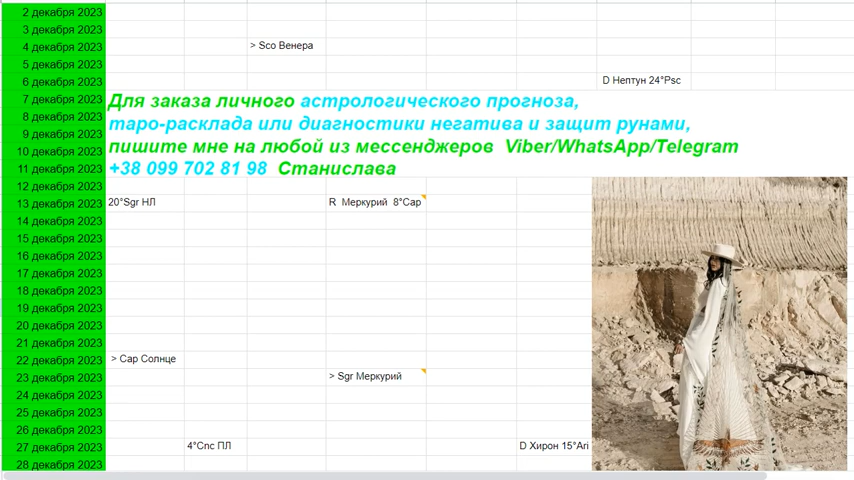 2 декабря 2023
3 декабря 2023
4 декабря 2023 > Sco Венера
5 декабря 2023
6 декабря 2023 D Нептун 24°Psc
7 декабря 2023
8 декабря 2023
9 декабря 2023
10 декабря 2023
11 декабря 2023
Для заказа личного астрологического прогноза,
таро-расклада или диагностики негатива и защит рунами,
пишите мне на любой из мессенджеров Viber/WhatsApp/Telegram
+38 099 702 81 98 Станислава
12 декабря 2023
13 декабря 2023 20°Sgr НЛ R Меркурий 8°Cap
14 декабря 2023
15 декабря 2023
16 декабря 2023
17 декабря 2023
18 декабря 2023
19 декабря 2023
20 декабря 2023
21 декабря 2023
22 декабря 2023 > Cap Солнце
23 декабря 2023 > Sgr Меркурий
24 декабря 2023
25 декабря 2023
26 декабря 2023
27 декабря 2023 4°Cnc ПЛ D Хирон 15°Ari
28 декабря 2023